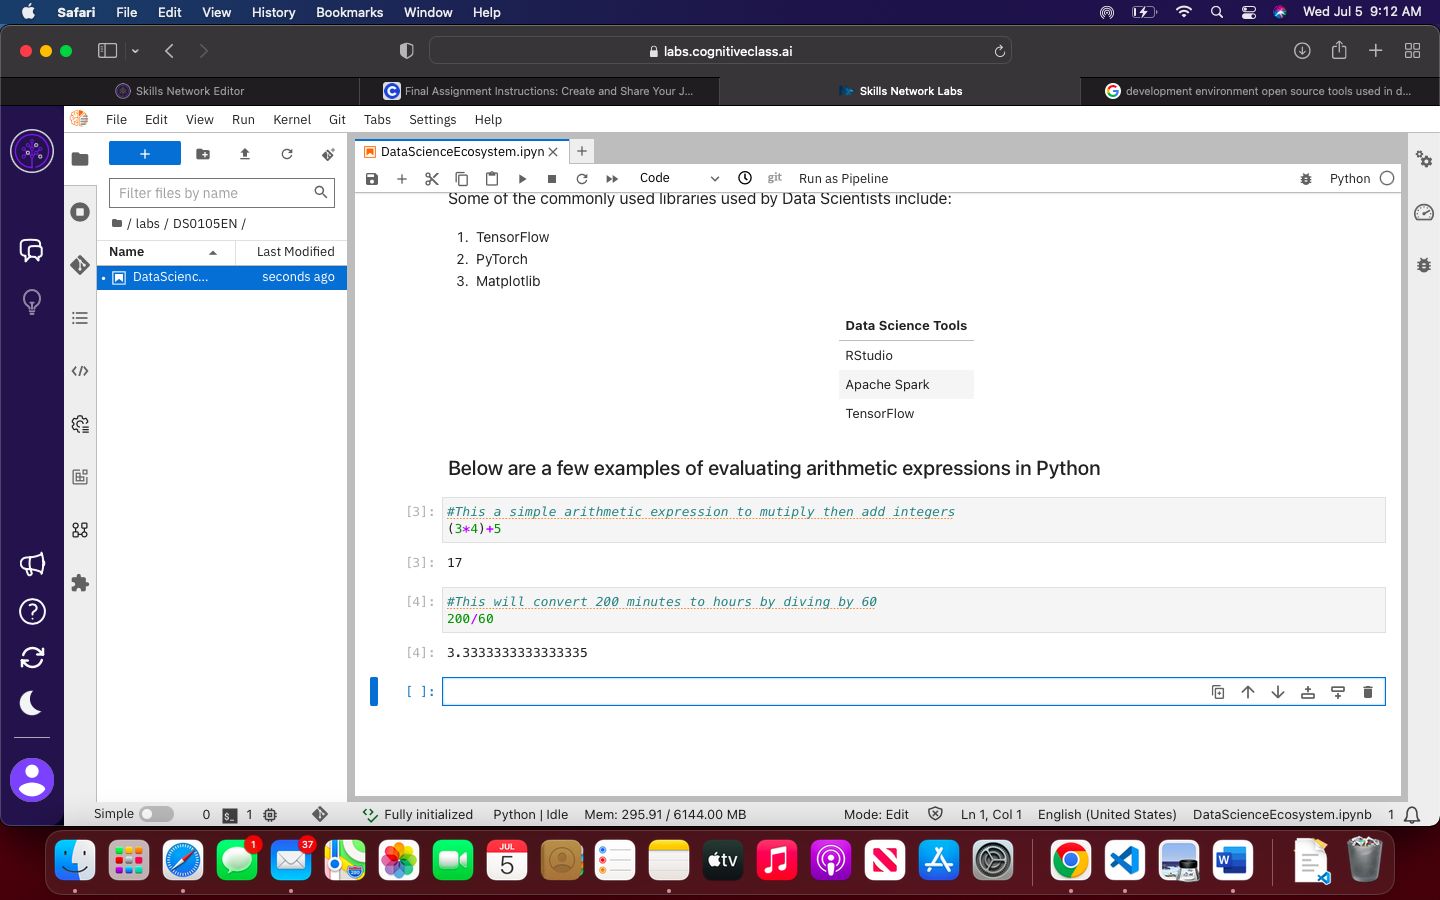 Safari File Edit View History Bookmarks Window Help Wed Jul 5 9:12 AM
labs.cognitiveclass.ai
Skills Network Editor
Final Assignment Instructions: Create and Share Your J...
Skills Network Labs
development environment open source tools used in d...
File Edit View Run Kernel Git Tabs Settings Help
DataScienceEcosystem.ipyn
Filter files by name
/ labs / DS0105EN /
Name Last Modified
DataScienc... seconds ago
Code git Run as Pipeline Python
Some of the commonly used libraries used by Data Scientists include:
1. TensorFlow
2. PyTorch
3. Matplotlib
Data Science Tools
RStudio
Apache Spark
TensorFlow
Below are a few examples of evaluating arithmetic expressions in Python
[3]: #This a simple arithmetic expression to mutiply then add integers
(3*4)+5
[3]: 17
[4]: #This will convert 200 minutes to hours by diving by 60
200/60
[4]: 3.3333333333333335
[ ]:
Simple 0 $_ 1 Fully initialized Python | Idle Mem: 295.91 / 6144.00 MB Mode: Edit Ln 1, Col 1 English (United States) DataScienceEcosystem.ipynb 1
1
37
280
JUL
5
tv
W